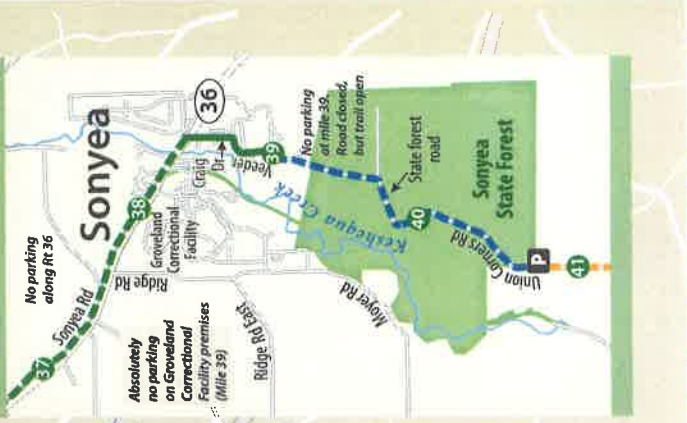 No parking
along Rt 36
Sonyea
36
37
Sonyea Rd
38
Ridge Rd
Groveland
Correctional
Facility
Craig
Dr
Veeder
39
Absolutely
no parking
on Groveland
Correctional
Facility premises
(Mile 39)
Ridge Rd East
No parking
at mile 39.
Road closed,
but trail open
Keshequa Creek
State forest
road
Moyer Rd
40
Sonyea
State Forest
Union Corners Rd
P
41